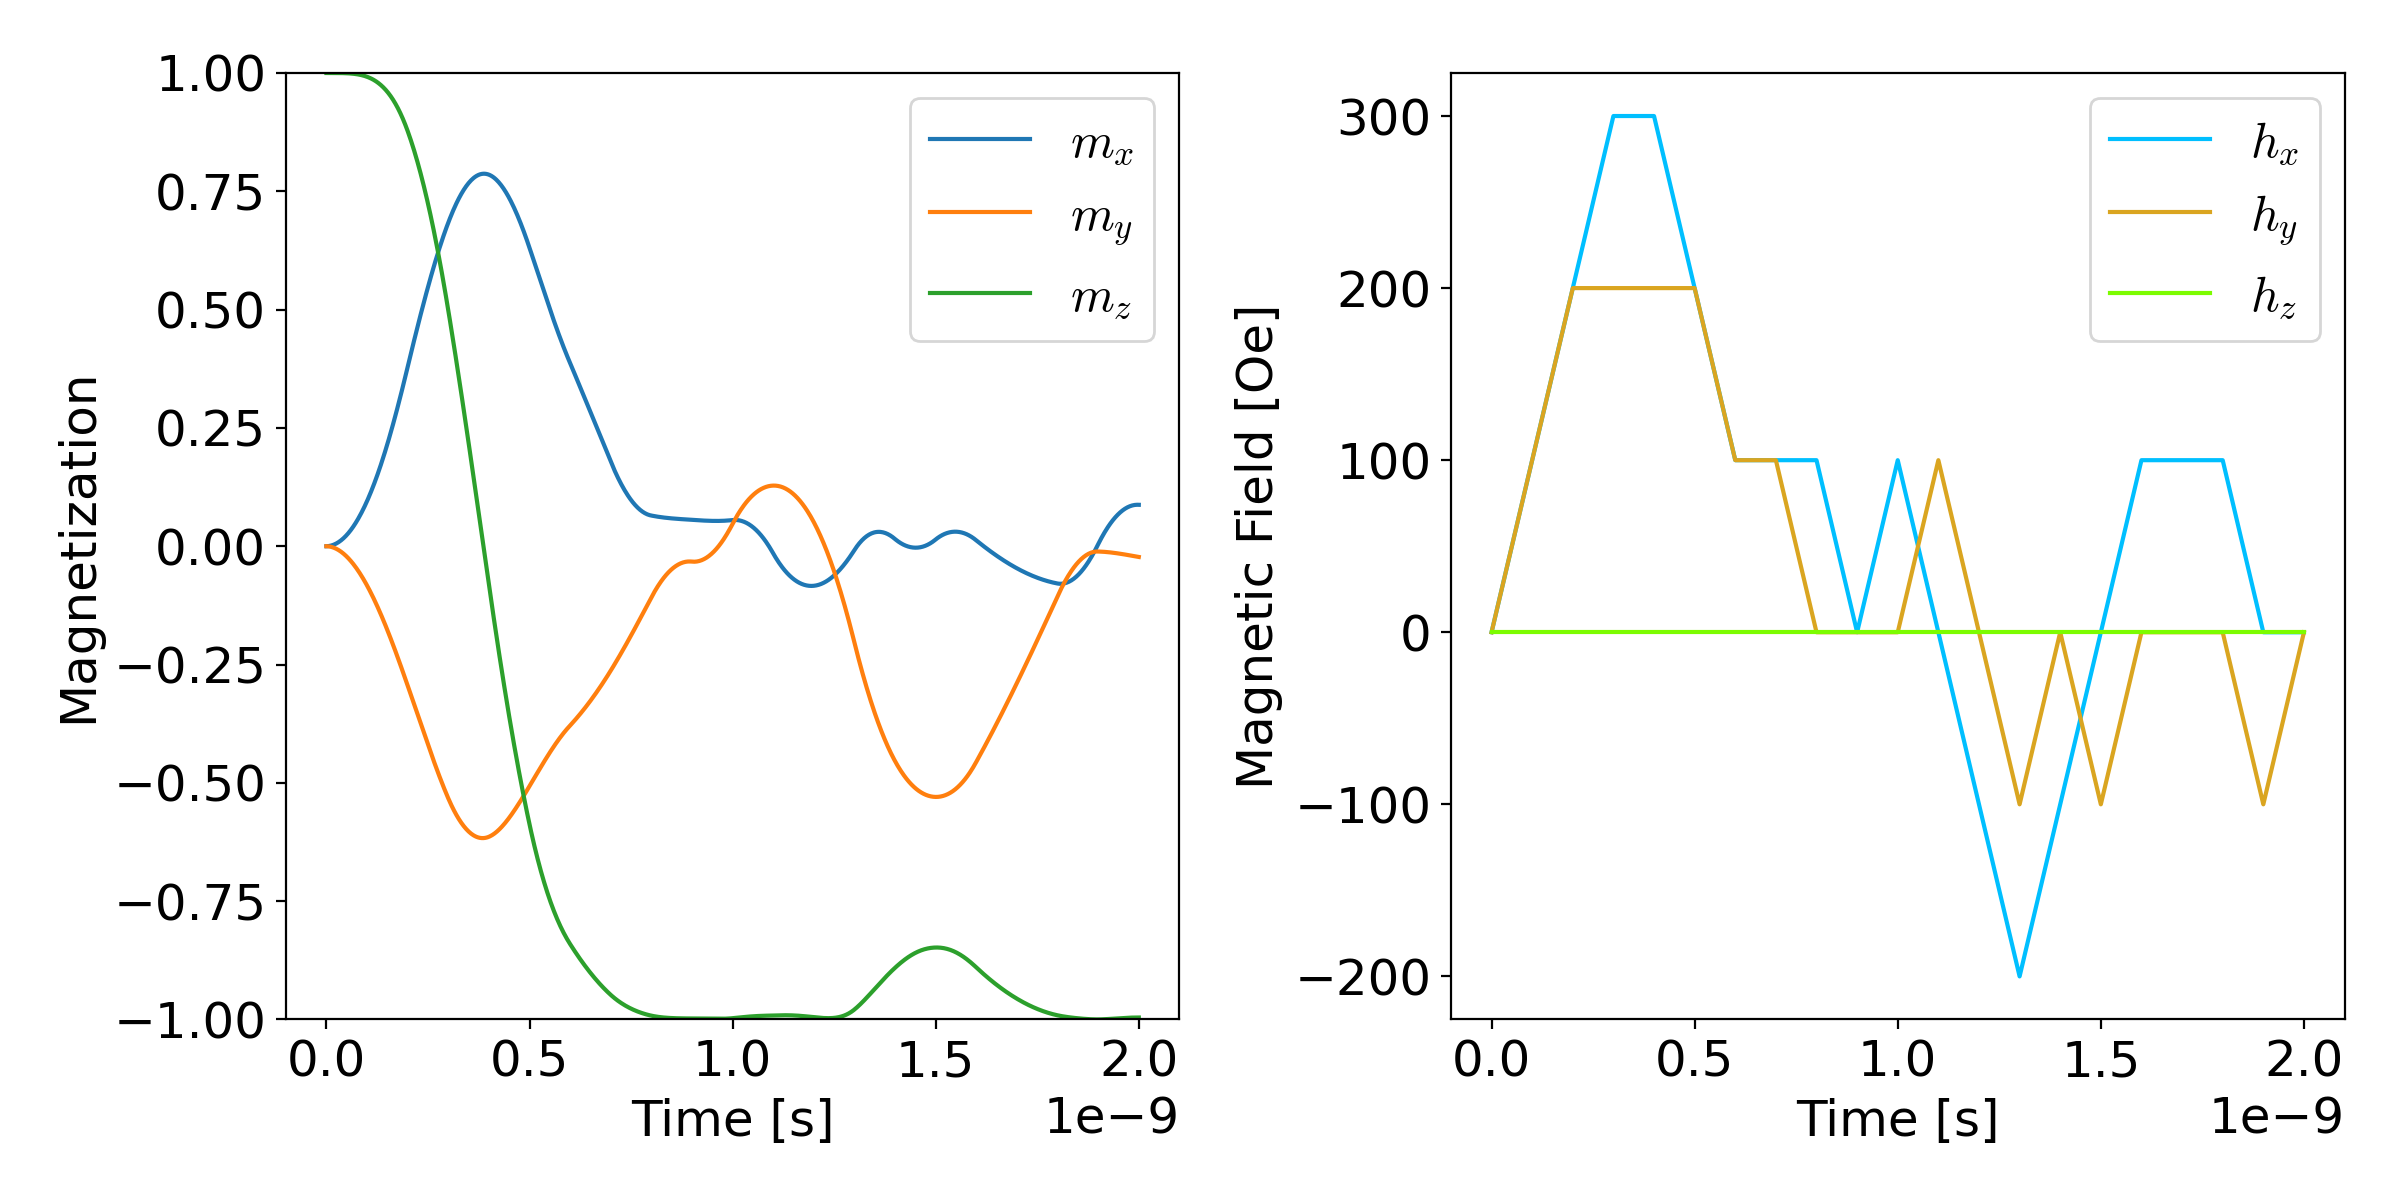 1.00
0.75
0.50
0.25
0.00
−0.25
−0.50
−0.75
−1.00
Magnetization
0.0 0.5 1.0 1.5 2.0
Time [s]
1e−9
m_x
m_y
m_z
300
200
100
0
−100
−200
Magnetic Field [Oe]
0.0 0.5 1.0 1.5 2.0
Time [s]
1e−9
h_x
h_y
h_z